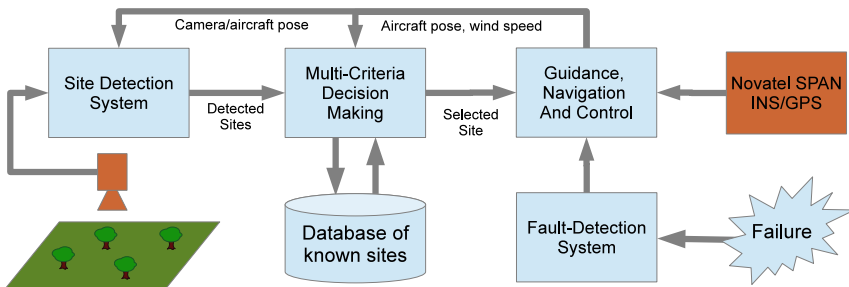 Camera/aircraft pose
Aircraft pose, wind speed
Site Detection
System
Detected
Sites
Multi-Criteria
Decision
Making
Selected
Site
Guidance,
Navigation
And Control
Novatel SPAN
INS/GPS
Database of
known sites
Fault-Detection
System
Failure